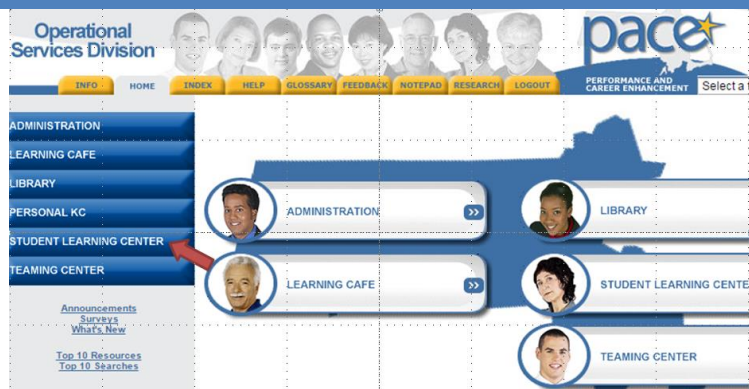 Operational
Services Division
pace
PERFORMANCE AND
CAREER ENHANCEMENT
Select a
INFO
HOME
INDEX
HELP
GLOSSARY
FEEDBACK
NOTEPAD
RESEARCH
LOGOUT
ADMINISTRATION
LEARNING CAFE
LIBRARY
PERSONAL KC
STUDENT LEARNING CENTER
TEAMING CENTER
Announcements
Surveys
What's New
Top 10 Resources
Top 10 Searches
ADMINISTRATION
LIBRARY
LEARNING CAFE
STUDENT LEARNING CENTE
TEAMING CENTER